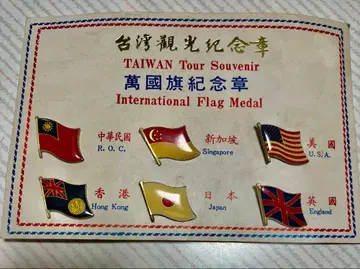 台灣觀光紀念章
TAIWAN Tour Souvenir
萬國旗紀念章
International Flag Medal
中華民國
R. O. C.
新加坡
Singapore
美國
U. S. A.
香港
Hong Kong
日本
Japan
英國
England